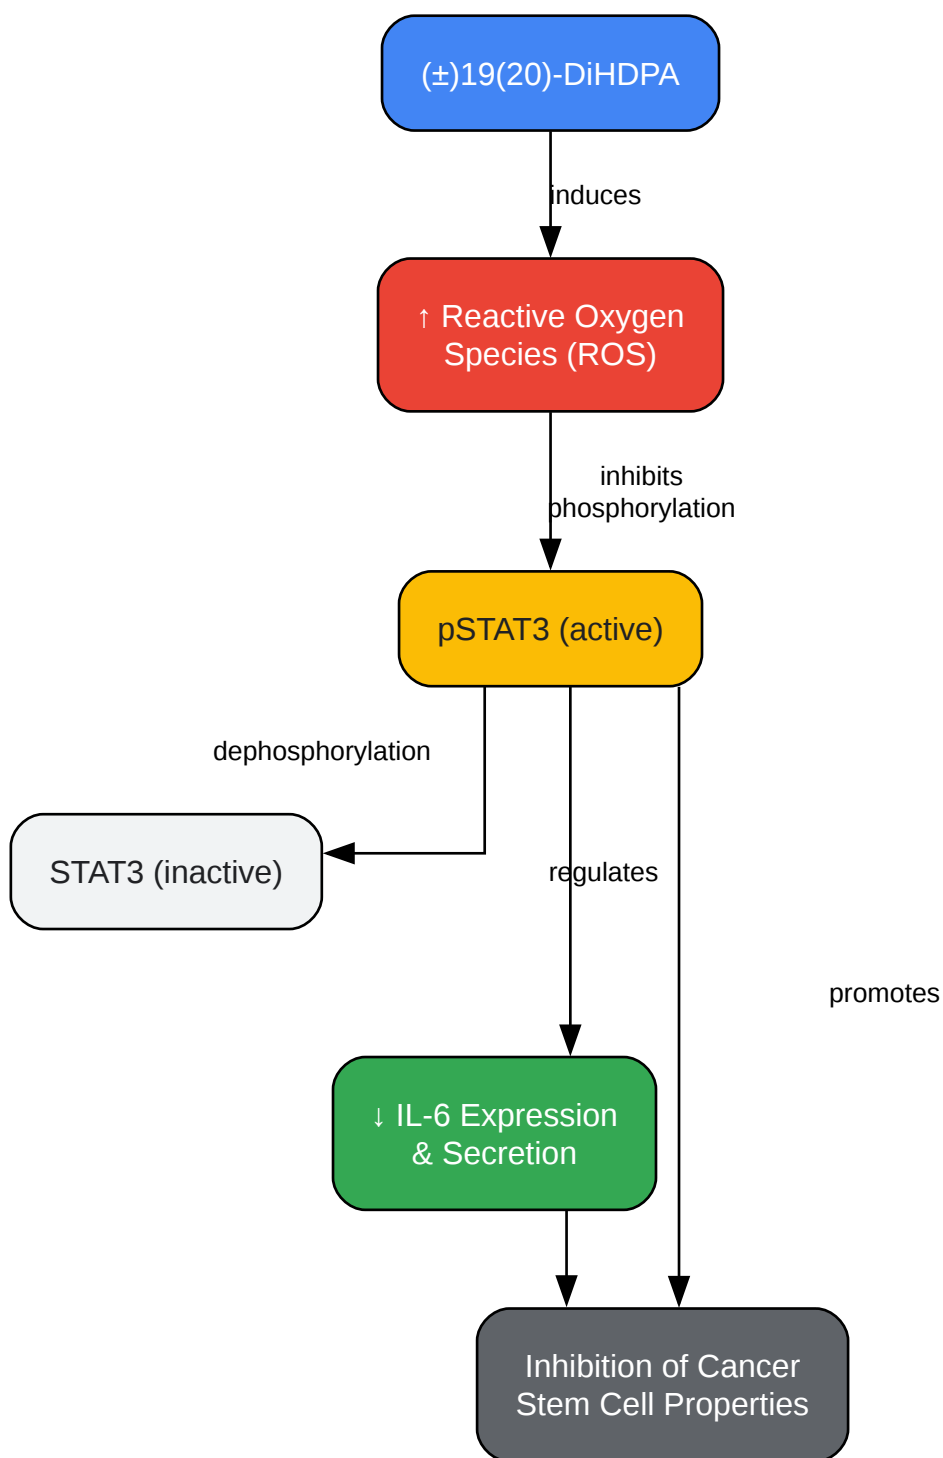 (±)19(20)-DiHDPA
induces
↑ Reactive Oxygen
Species (ROS)
inhibits
phosphorylation
pSTAT3 (active)
dephosphorylation
STAT3 (inactive)
regulates
promotes
↓ IL-6 Expression
& Secretion
Inhibition of Cancer
Stem Cell Properties